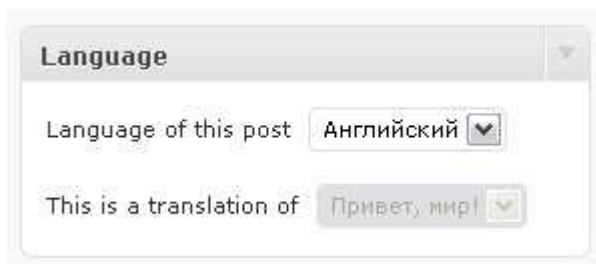 Language
Language of this post Английский
This is a translation of Привет, мир!